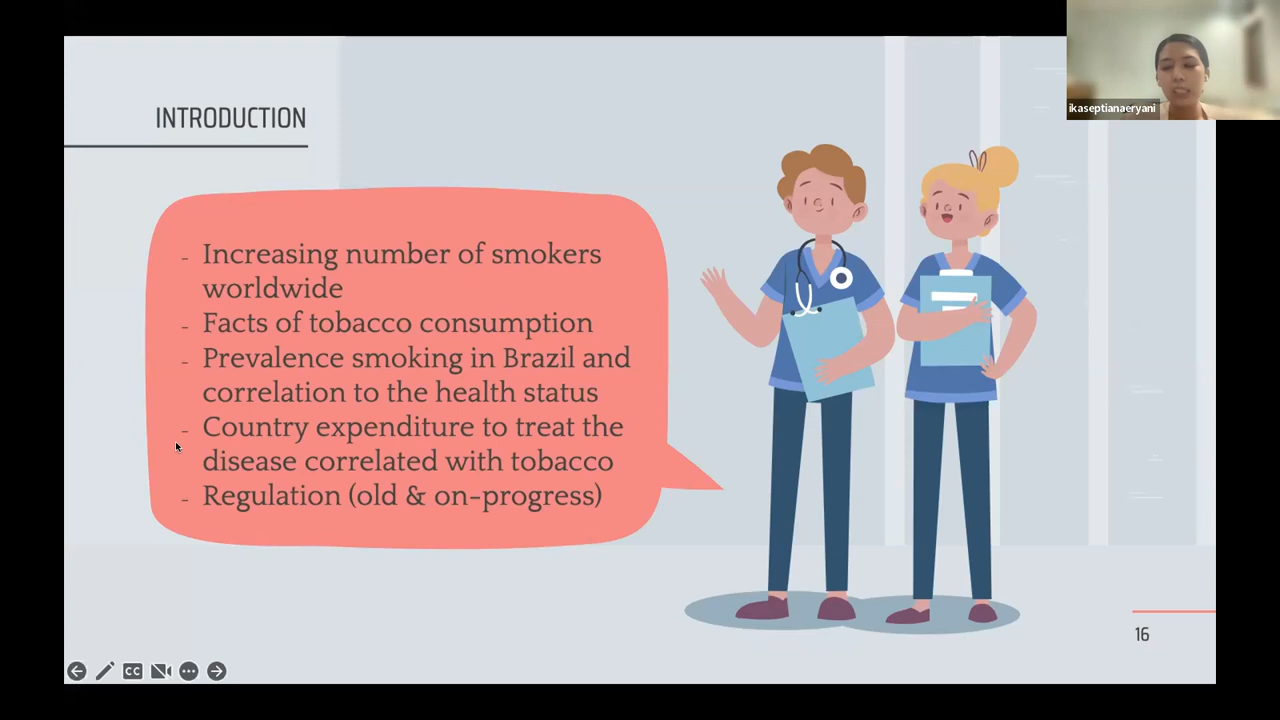 INTRODUCTION
ikaseptianaeryani
- Increasing number of smokers
worldwide
- Facts of tobacco consumption
- Prevalence smoking in Brazil and
correlation to the health status
- Country expenditure to treat the
disease correlated with tobacco
- Regulation (old & on-progress)
16
CC